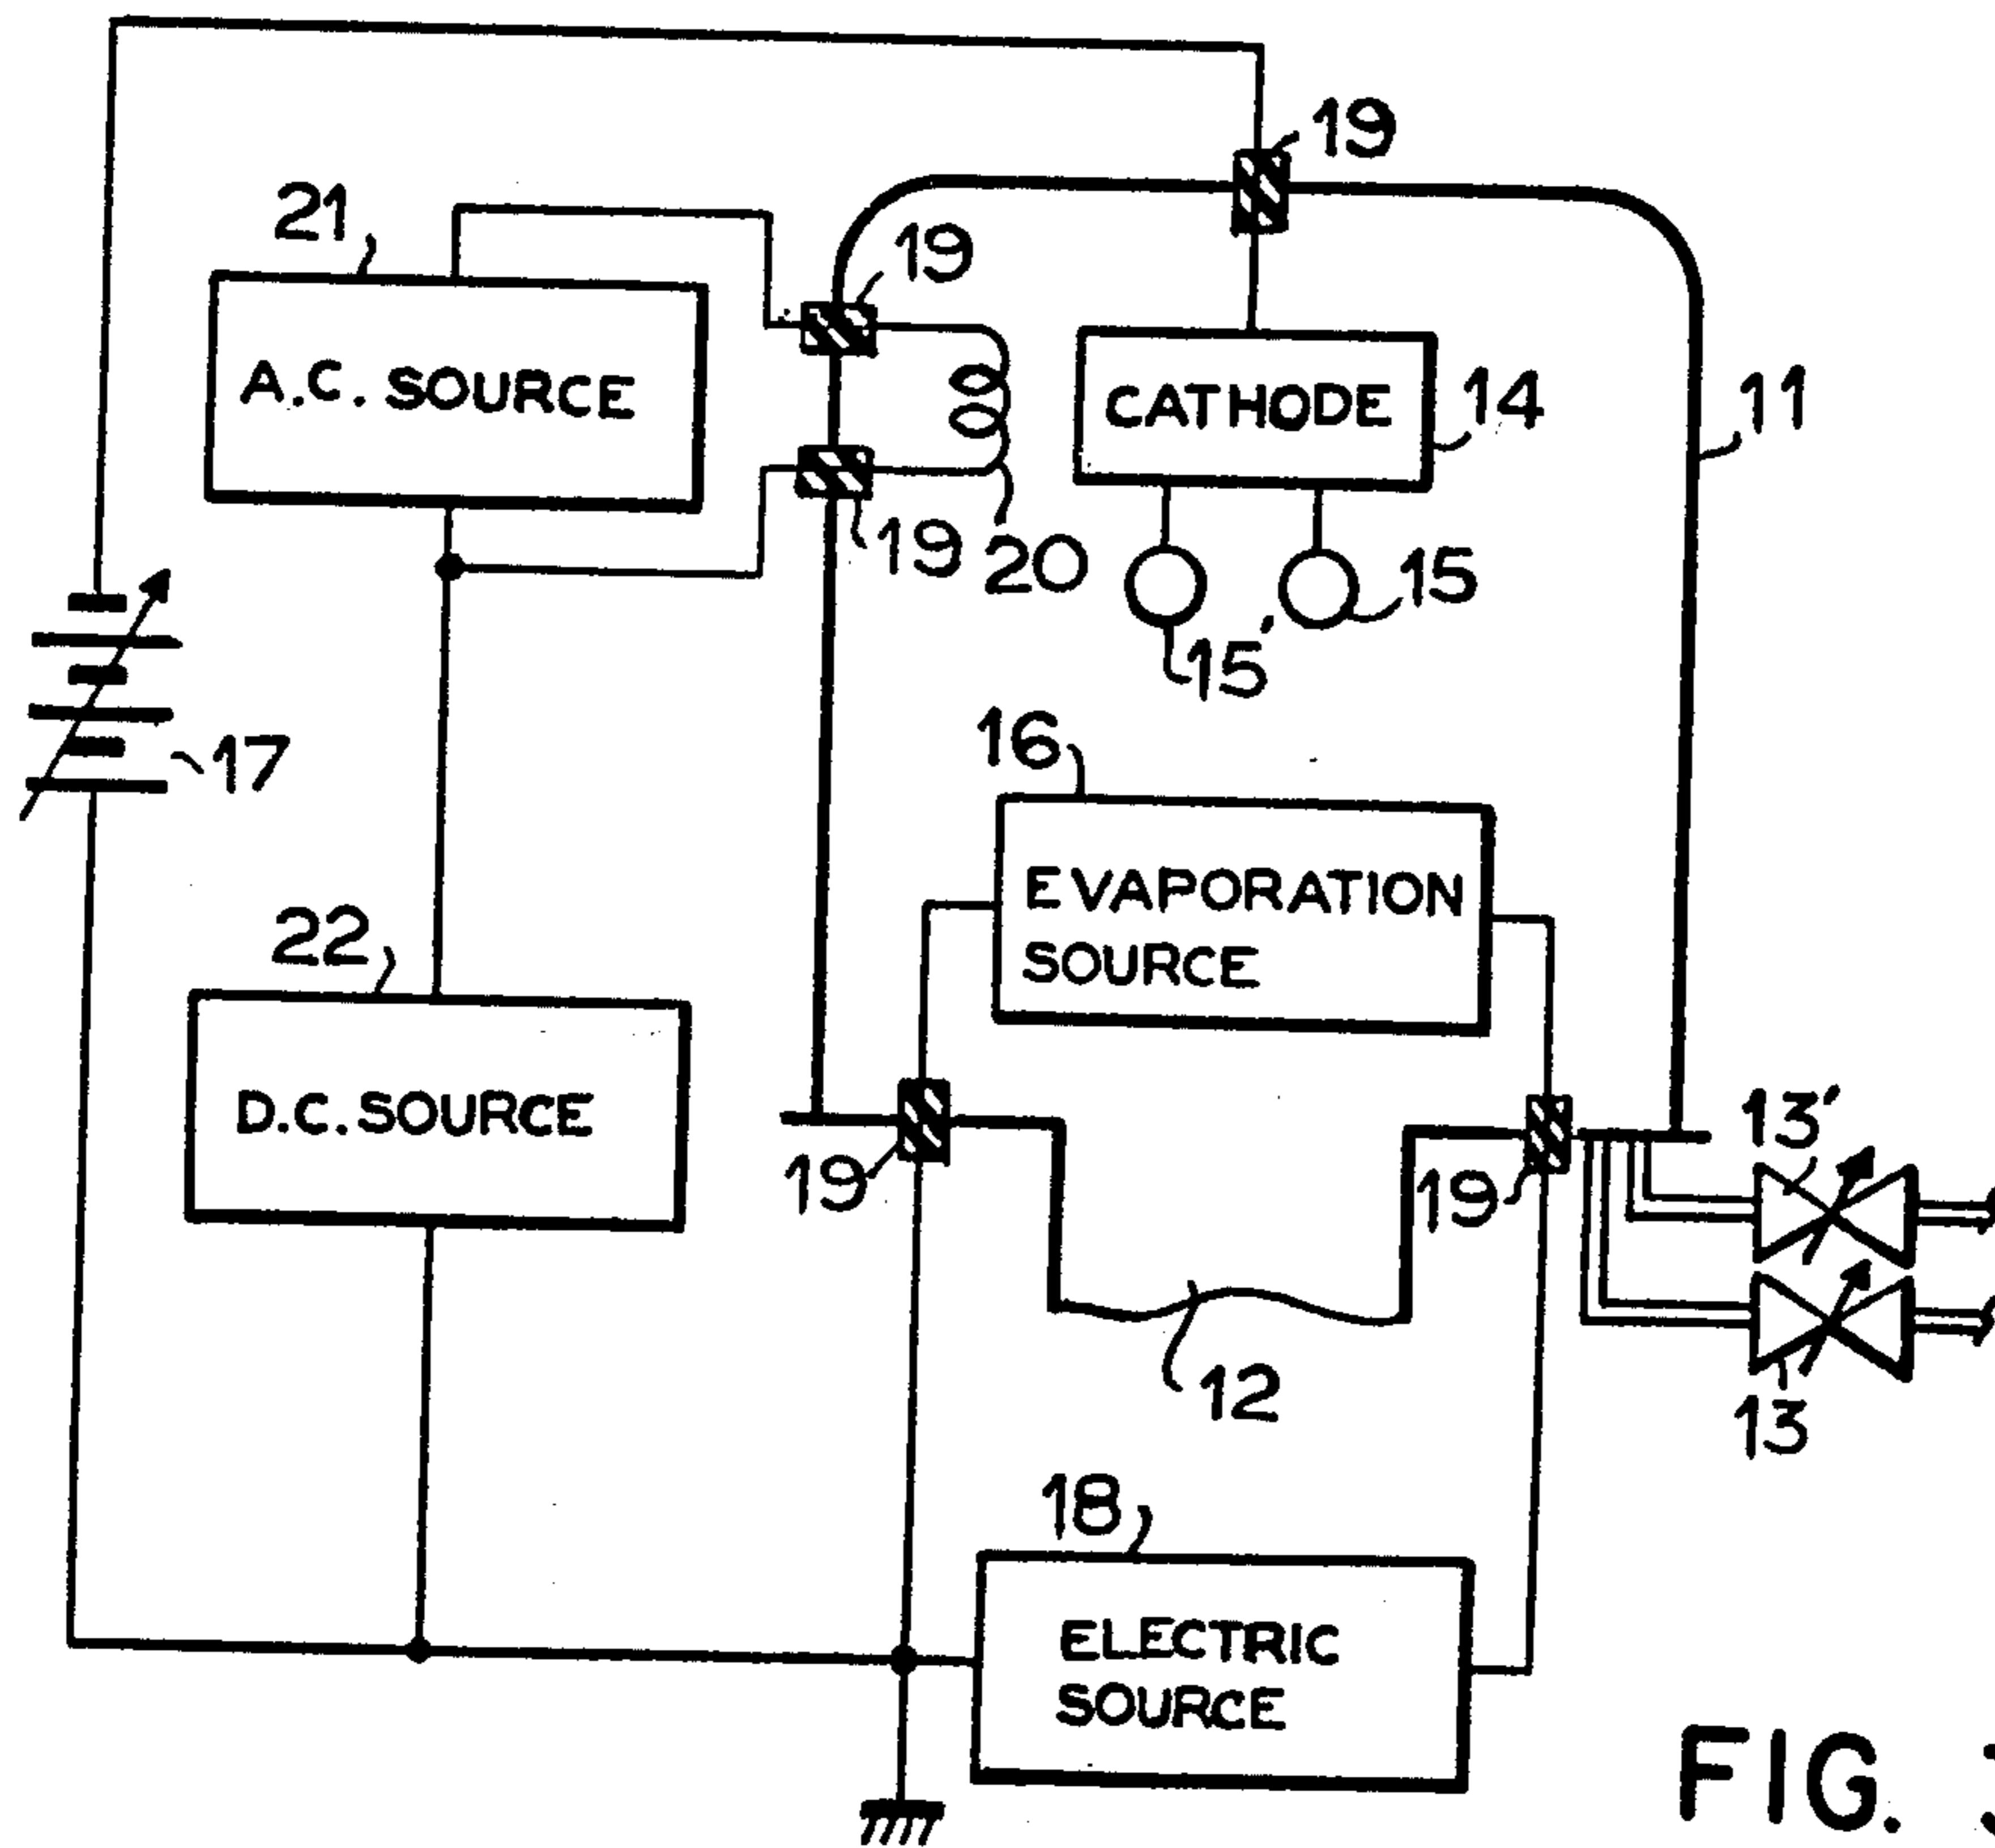 19
21
19
A.C. SOURCE
CATHODE
14
11
19
20
15
15'
16
17
EVAPORATION
SOURCE
22
D.C. SOURCE
13'
19
19
12
13
18
ELECTRIC
SOURCE
FIG.